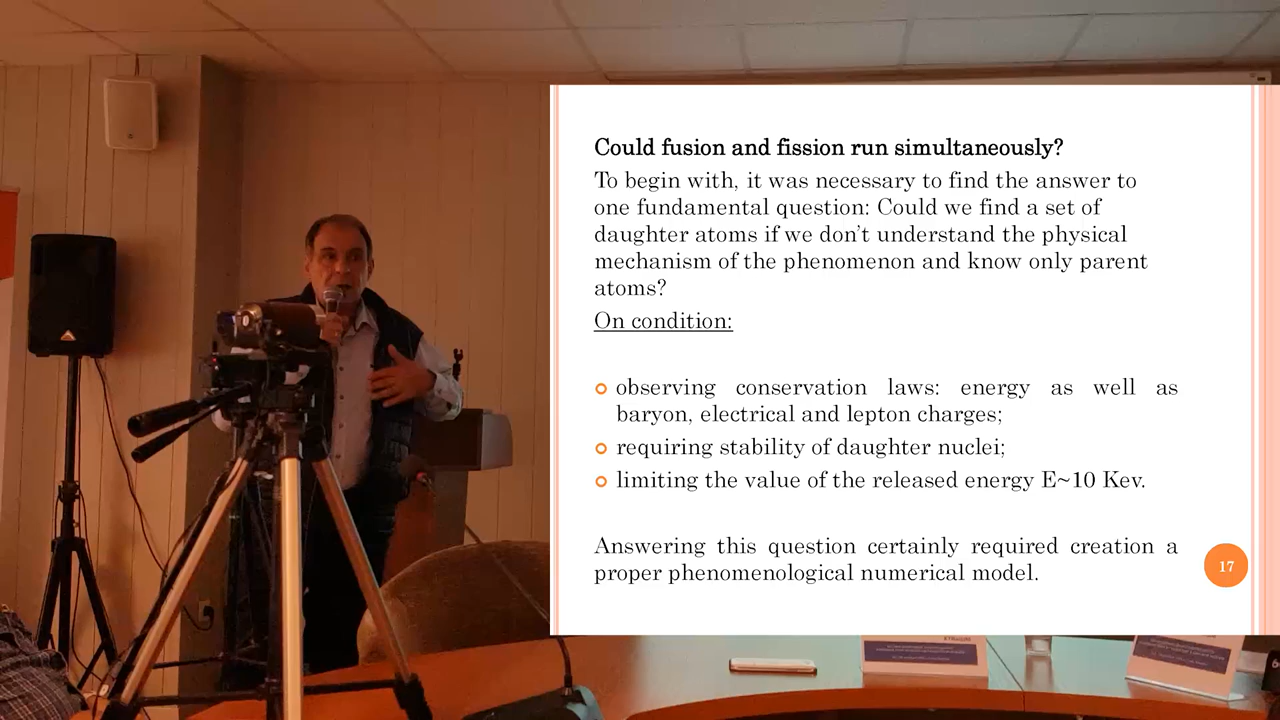 Could fusion and fission run simultaneously?
To begin with, it was necessary to find the answer to
one fundamental question: Could we find a set of
daughter atoms if we don't understand the physical
mechanism of the phenomenon and know only parent
atoms?
On condition:
observing conservation laws: energy as well as
baryon, electrical and lepton charges;
requiring stability of daughter nuclei;
limiting the value of the released energy E~10 Kev.
Answering this question certainly required creation a
proper phenomenological numerical model.
17